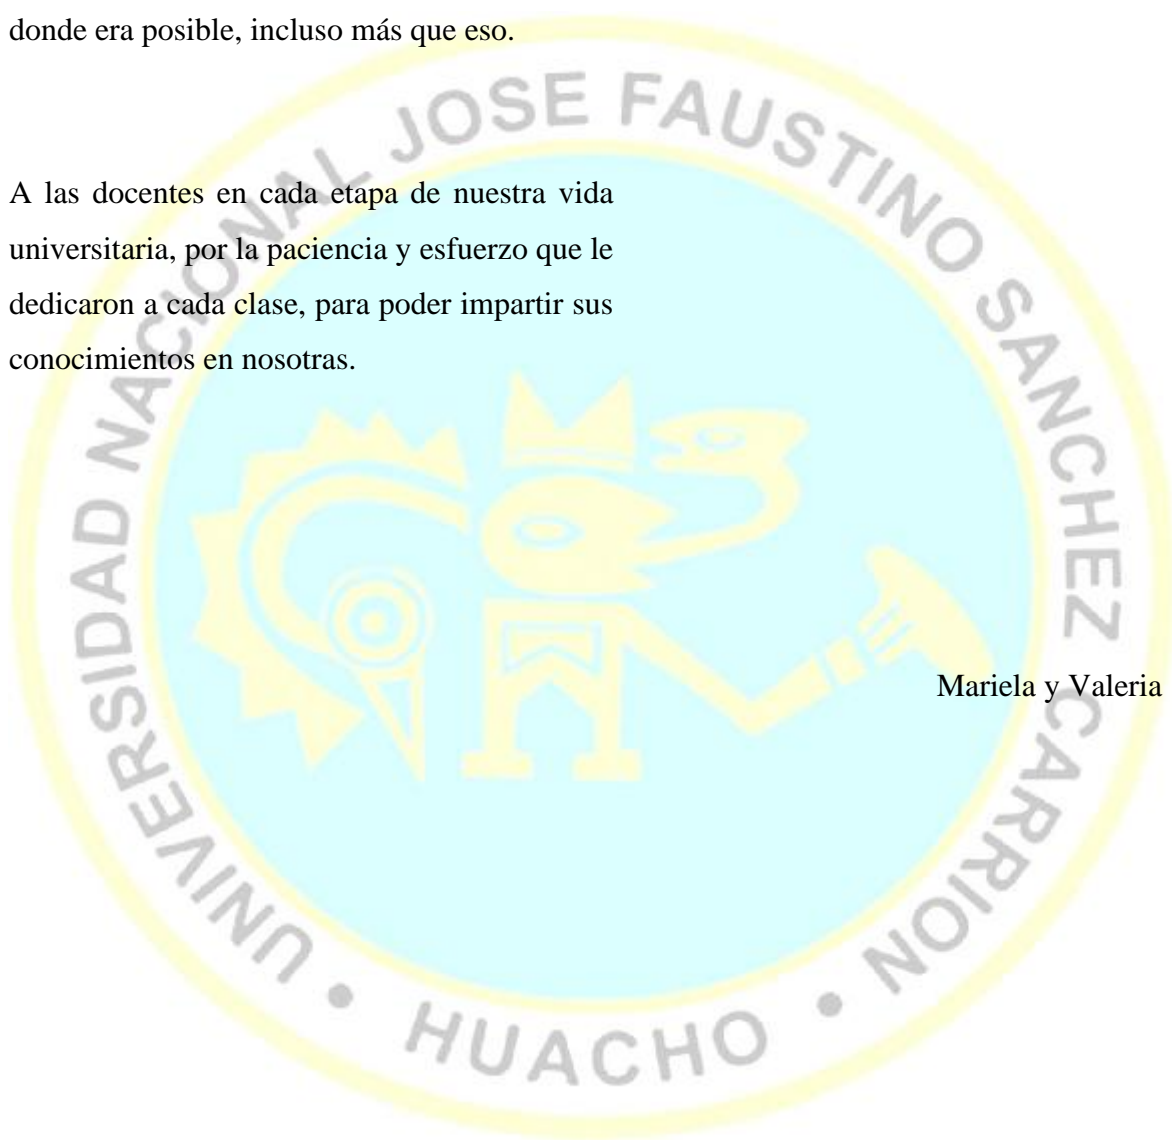 donde era posible, incluso más que eso.
A las docentes en cada etapa de nuestra vida
universitaria, por la paciencia y esfuerzo que le
dedicaron a cada clase, para poder impartir sus
conocimientos en nosotras.
Mariela y Valeria
UNIVERSIDAD NACIONAL JOSE FAUSTINO SANCHEZ CARRION • HUACHO •